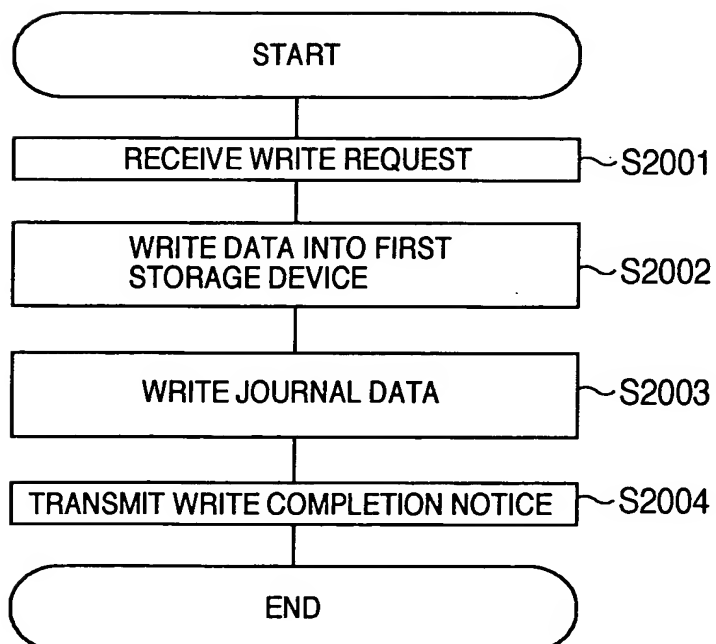 START
RECEIVE WRITE REQUEST
S2001
WRITE DATA INTO FIRST
STORAGE DEVICE
S2002
WRITE JOURNAL DATA
S2003
TRANSMIT WRITE COMPLETION NOTICE
S2004
END